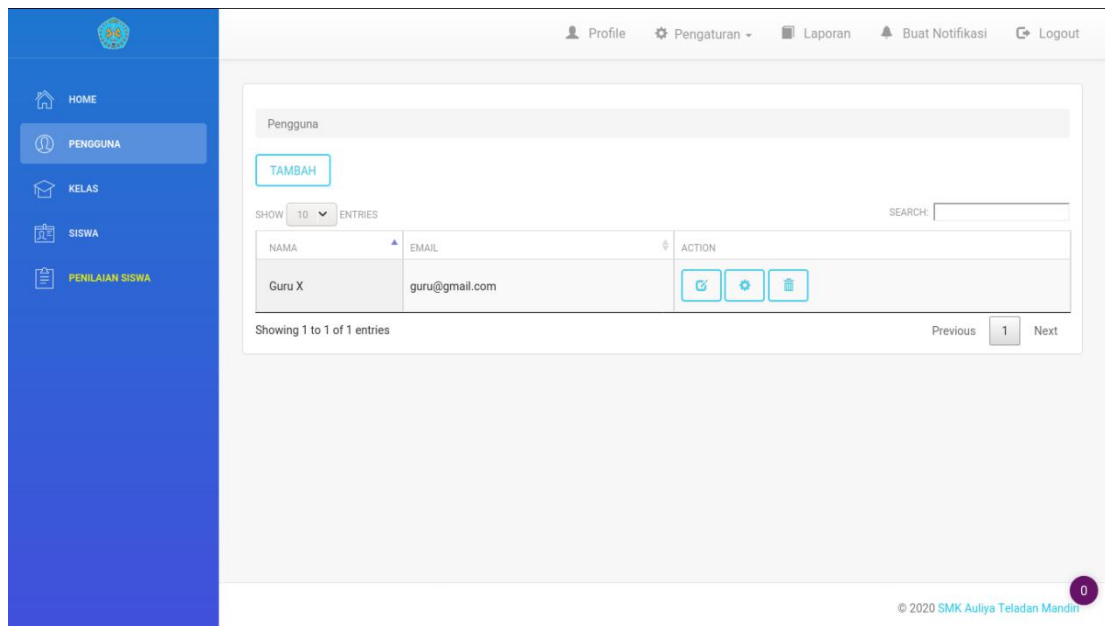 Profile Pengaturan Laporan Buat Notifikasi Logout
HOME
PENGGUNA
KELAS
SISWA
PENILAIAN SISWA
Pengguna
TAMBAH
SHOW 10 ENTRIES
SEARCH:
NAMA EMAIL ACTION
Guru X guru@gmail.com
Showing 1 to 1 of 1 entries
Previous 1 Next
0
© 2020 SMK Auliya Teladan Mandiri